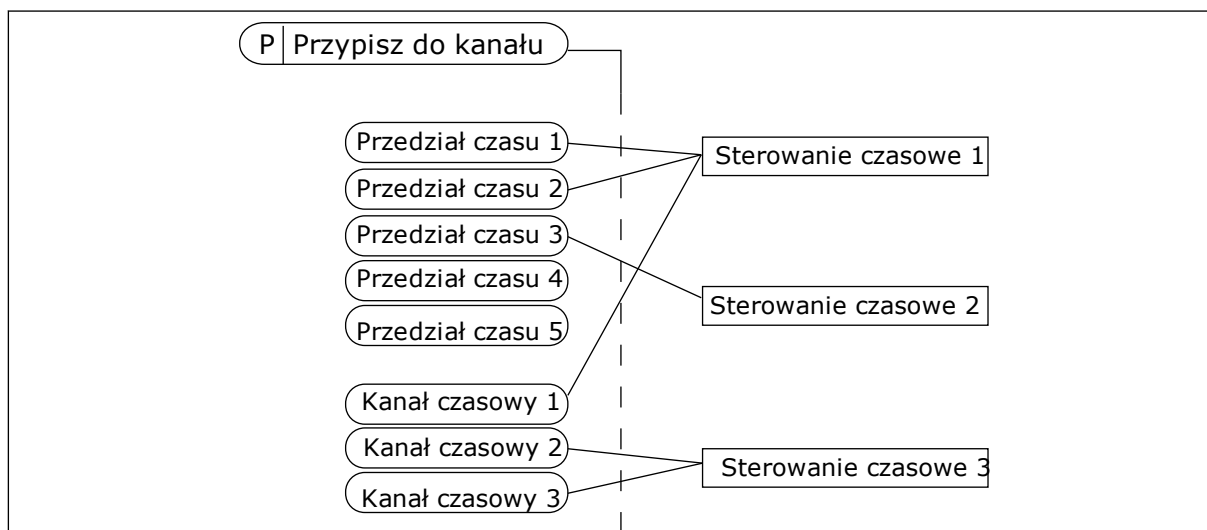 P Przypisz do kanału
Przedział czasu 1
Sterowanie czasowe 1
Przedział czasu 2
Przedział czasu 3
Przedział czasu 4
Sterowanie czasowe 2
Przedział czasu 5
Kanał czasowy 1
Kanał czasowy 2
Sterowanie czasowe 3
Kanał czasowy 3